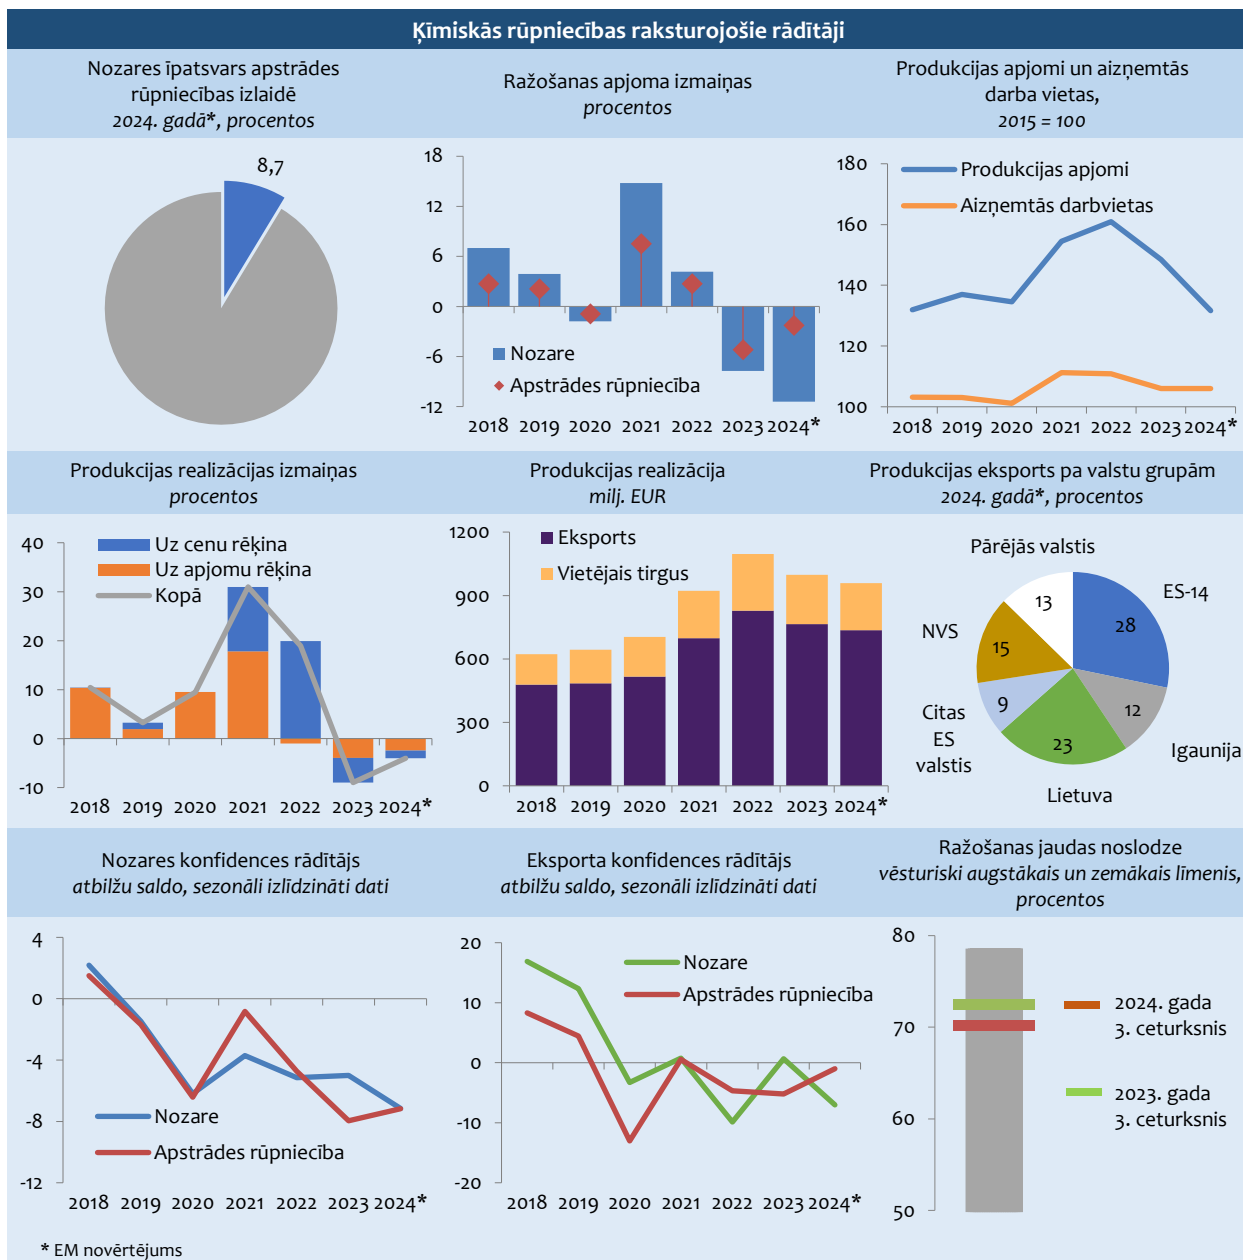 Ķīmiskās rūpniecības raksturojošie rādītāji
Nozares īpatsvars apstrādes
rūpniecības izlaidē
2024. gadā*, procentos
8,7
Ražošanas apjoma izmaiņas
procentos
18
12
6
0
-6
-12
Nozare
Apstrādes rūpniecība
2018 2019 2020 2021 2022 2023 2024*
Produkcijas apjomi un aizņemtās
darba vietas,
2015 = 100
180
160
140
120
100
Produkcijas apjomi
Aizņemtās darbvietas
2018 2019 2020 2021 2022 2023 2024*
Produkcijas realizācijas izmaiņas
procentos
40
30
20
10
0
-10
Uz cenu rēķina
Uz apjomu rēķina
Kopā
2018 2019 2020 2021 2022 2023 2024*
Produkcijas realizācija
milj. EUR
1200
900
600
300
0
Eksports
Vietējais tirgus
2018 2019 2020 2021 2022 2023 2024*
Produkcijas eksports pa valstu grupām
2024. gadā*, procentos
Pārējās valstis
13
ES-14
28
NVS
15
Citas
ES
valstis
9
12
Igaunija
23
Lietuva
Nozares konfidences rādītājs
atbilžu saldo, sezonāli izlīdzināti dati
4
0
-4
-8
-12
Nozare
Apstrādes rūpniecība
2018 2019 2020 2021 2022 2023 2024*
Eksporta konfidences rādītājs
atbilžu saldo, sezonāli izlīdzināti dati
20
10
0
-10
-20
Nozare
Apstrādes rūpniecība
2018 2019 2020 2021 2022 2023 2024*
Ražošanas jaudas noslodze
vēsturiski augstākais un zemākais līmenis,
procentos
80
70
60
50
2024. gada
3. ceturksnis
2023. gada
3. ceturksnis
* EM novērtējums